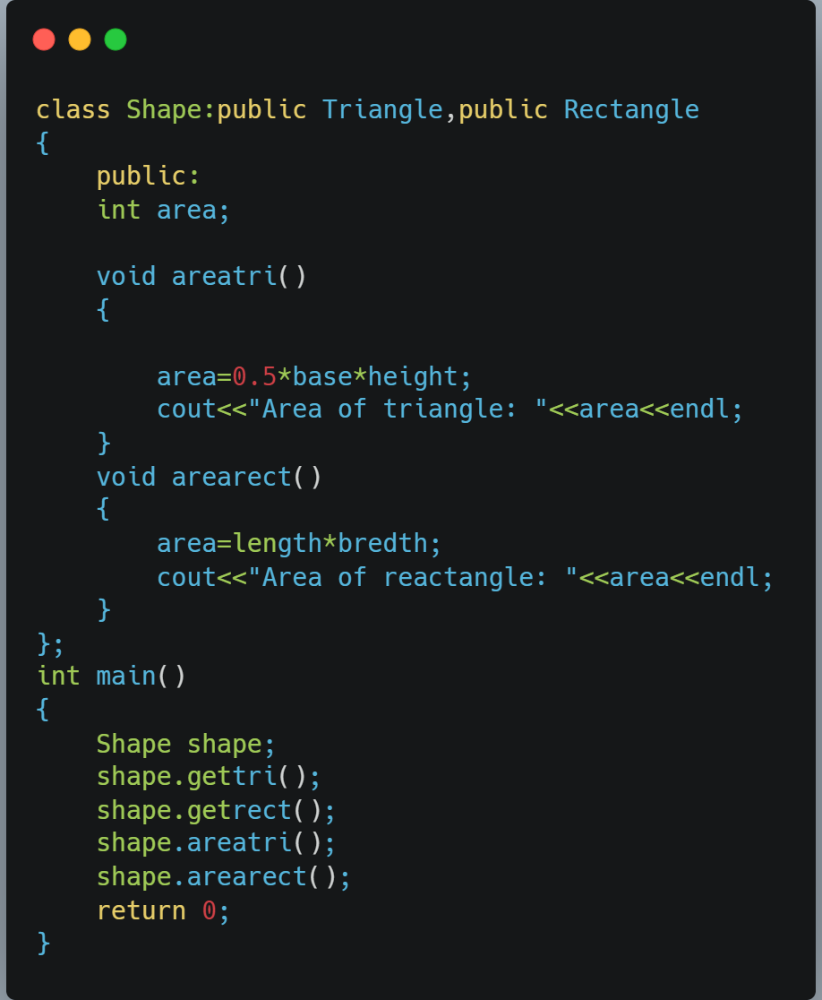 class Shape:public Triangle,public Rectangle
{
    public:
    int area;

    void areatri()
    {

        area=0.5*base*height;
        cout<<"Area of triangle: "<<area<<endl;
    }
    void arearect()
    {
        area=length*bredth;
        cout<<"Area of reactangle: "<<area<<endl;
    }
};
int main()
{
    Shape shape;
    shape.gettri();
    shape.getrect();
    shape.areatri();
    shape.arearect();
    return 0;
}